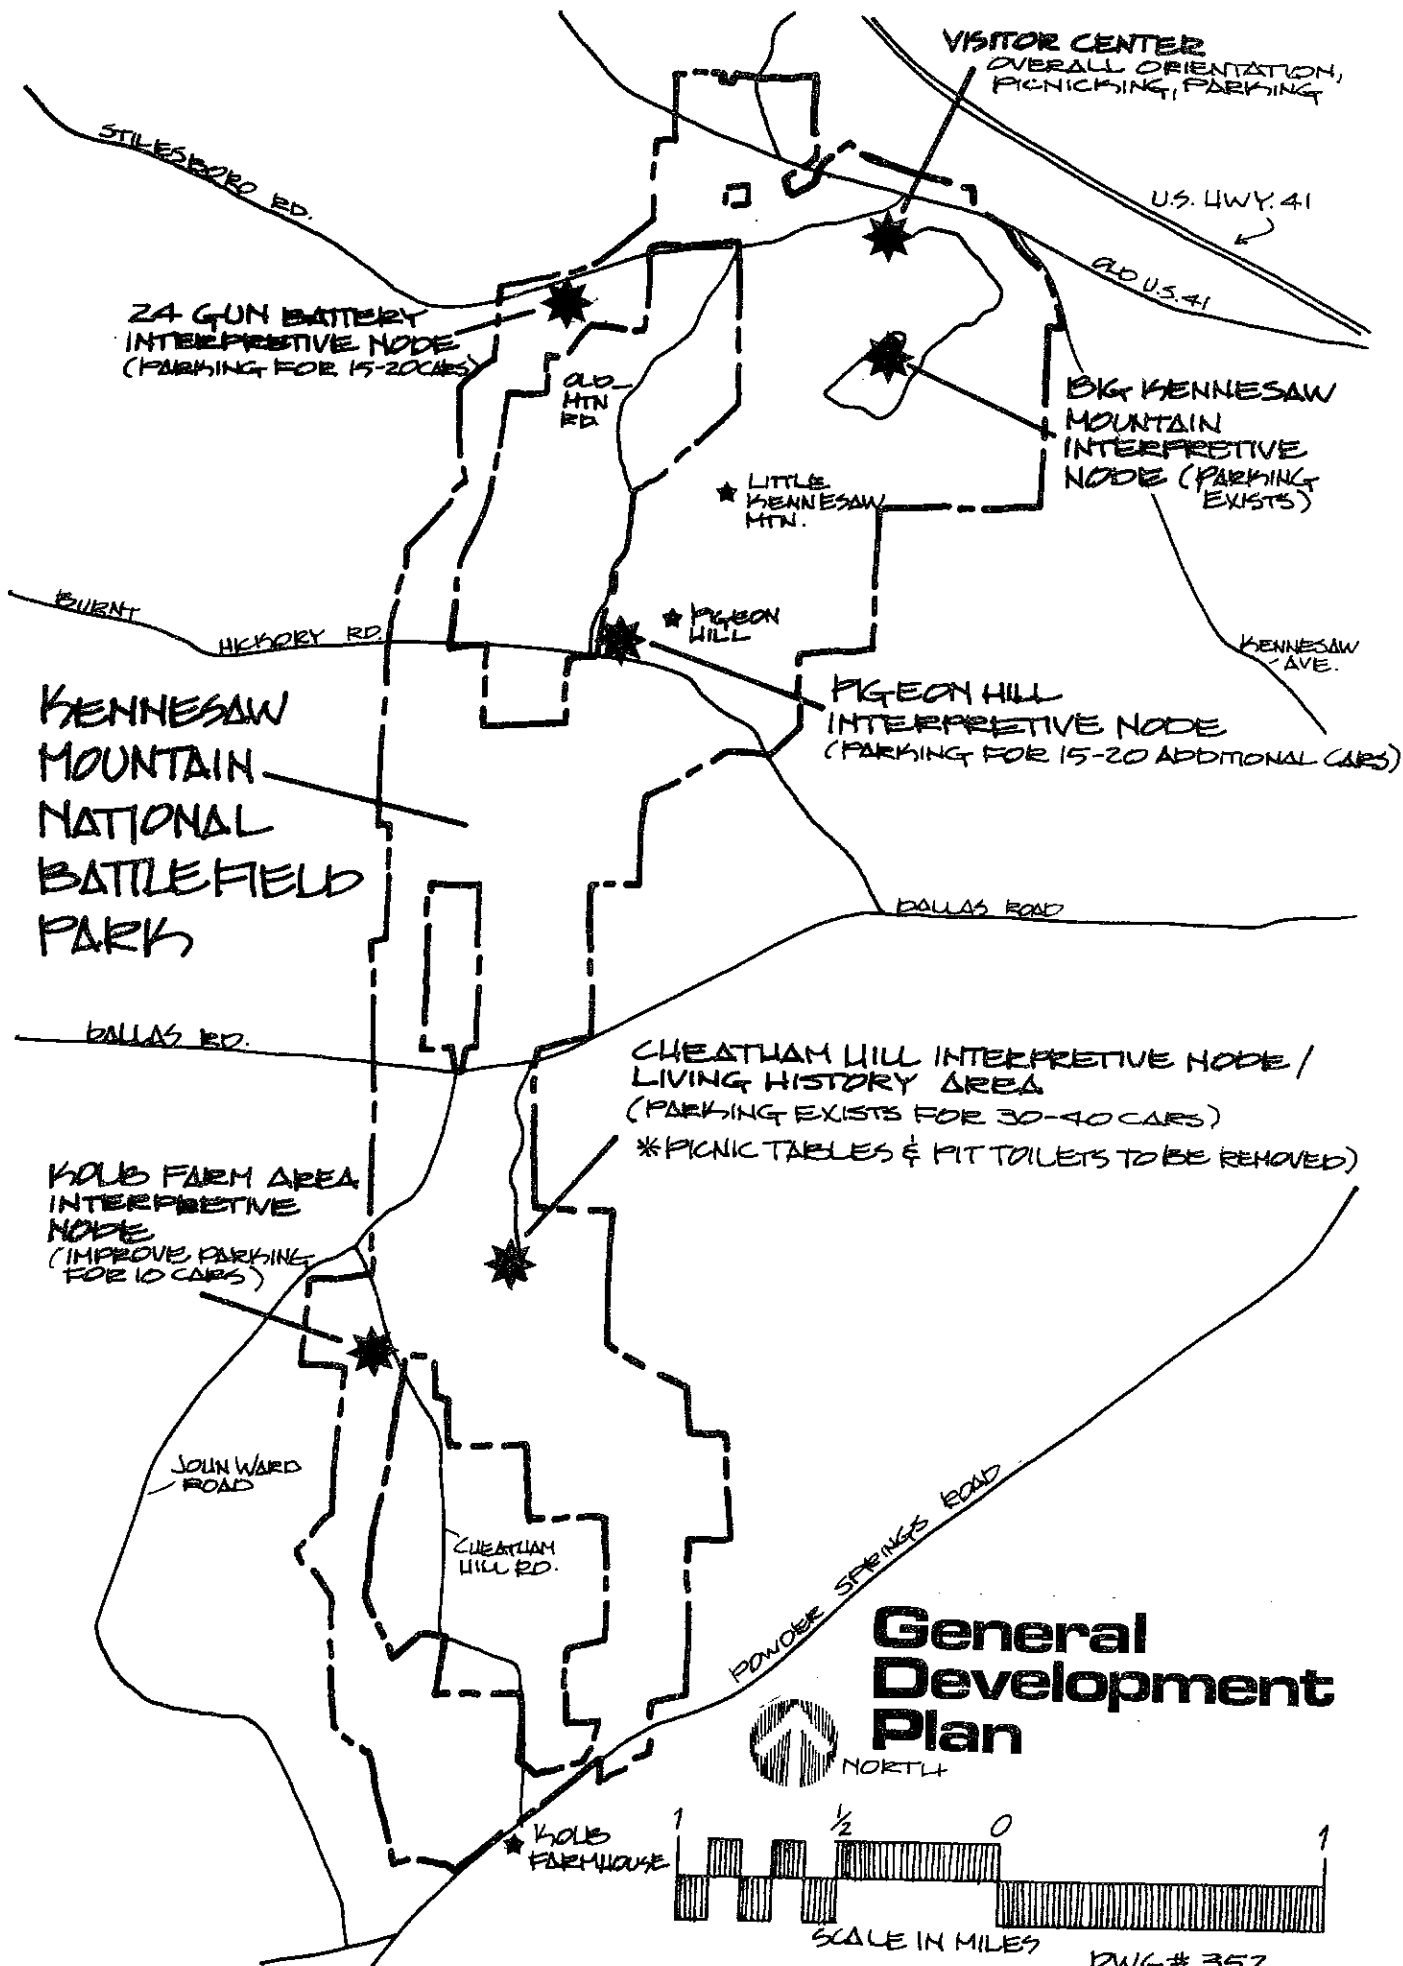 VISITOR CENTER
OVERALL ORIENTATION,
PICNICKING, PARKING
STILESBORO RD.
U.S. HWY. 41
OLD U.S. 41
24 GUN BATTERY
INTERPRETIVE NODE
(PARKING FOR 15-20 CARS)
OLD
MTN
RD.
BIG KENNESAW
MOUNTAIN
INTERPRETIVE
NODE (PARKING
EXISTS)
LITTLE
KENNESAW
MTN.
BURNT HICKORY RD.
PIGEON
HILL
KENNESAW
AVE.
KENNESAW
MOUNTAIN
NATIONAL
BATTLEFIELD
PARK
PIGEON HILL
INTERPRETIVE NODE
(PARKING FOR 15-20 ADDITIONAL CARS)
DALLAS ROAD
DALLAS RD.
CHEATHAM HILL INTERPRETIVE NODE /
LIVING HISTORY AREA
(PARKING EXISTS FOR 30-40 CARS)
*PICNIC TABLES & PIT TOILETS TO BE REMOVED)
KOLB FARM AREA
INTERPRETIVE
NODE
(IMPROVE PARKING
FOR 10 CARS)
JOHN WARD
ROAD
CHEATHAM
HILL RD.
POWDER SPRINGS ROAD
General
Development
Plan
NORTH
KOLB
FARMHOUSE
1 1/2 0 1
SCALE IN MILES
DWG # 357